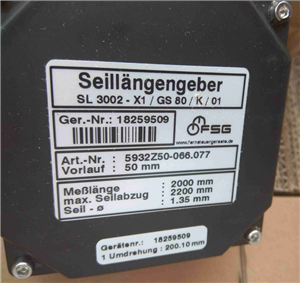 Seillängengeber
SL 3002 - X1 / GS 80 / K / 01
Ger.-Nr.: 18259509
FSG
www.fernsteuergeraete.de
Art.-Nr. : 5932Z50-066.077
Vorlauf : 50 mm
Meßlänge : 2000 mm
max. Seilabzug : 2200 mm
Seil - ø : 1.35 mm
Gerätenr.: 18259509
1 Umdrehung: 200.10 mm